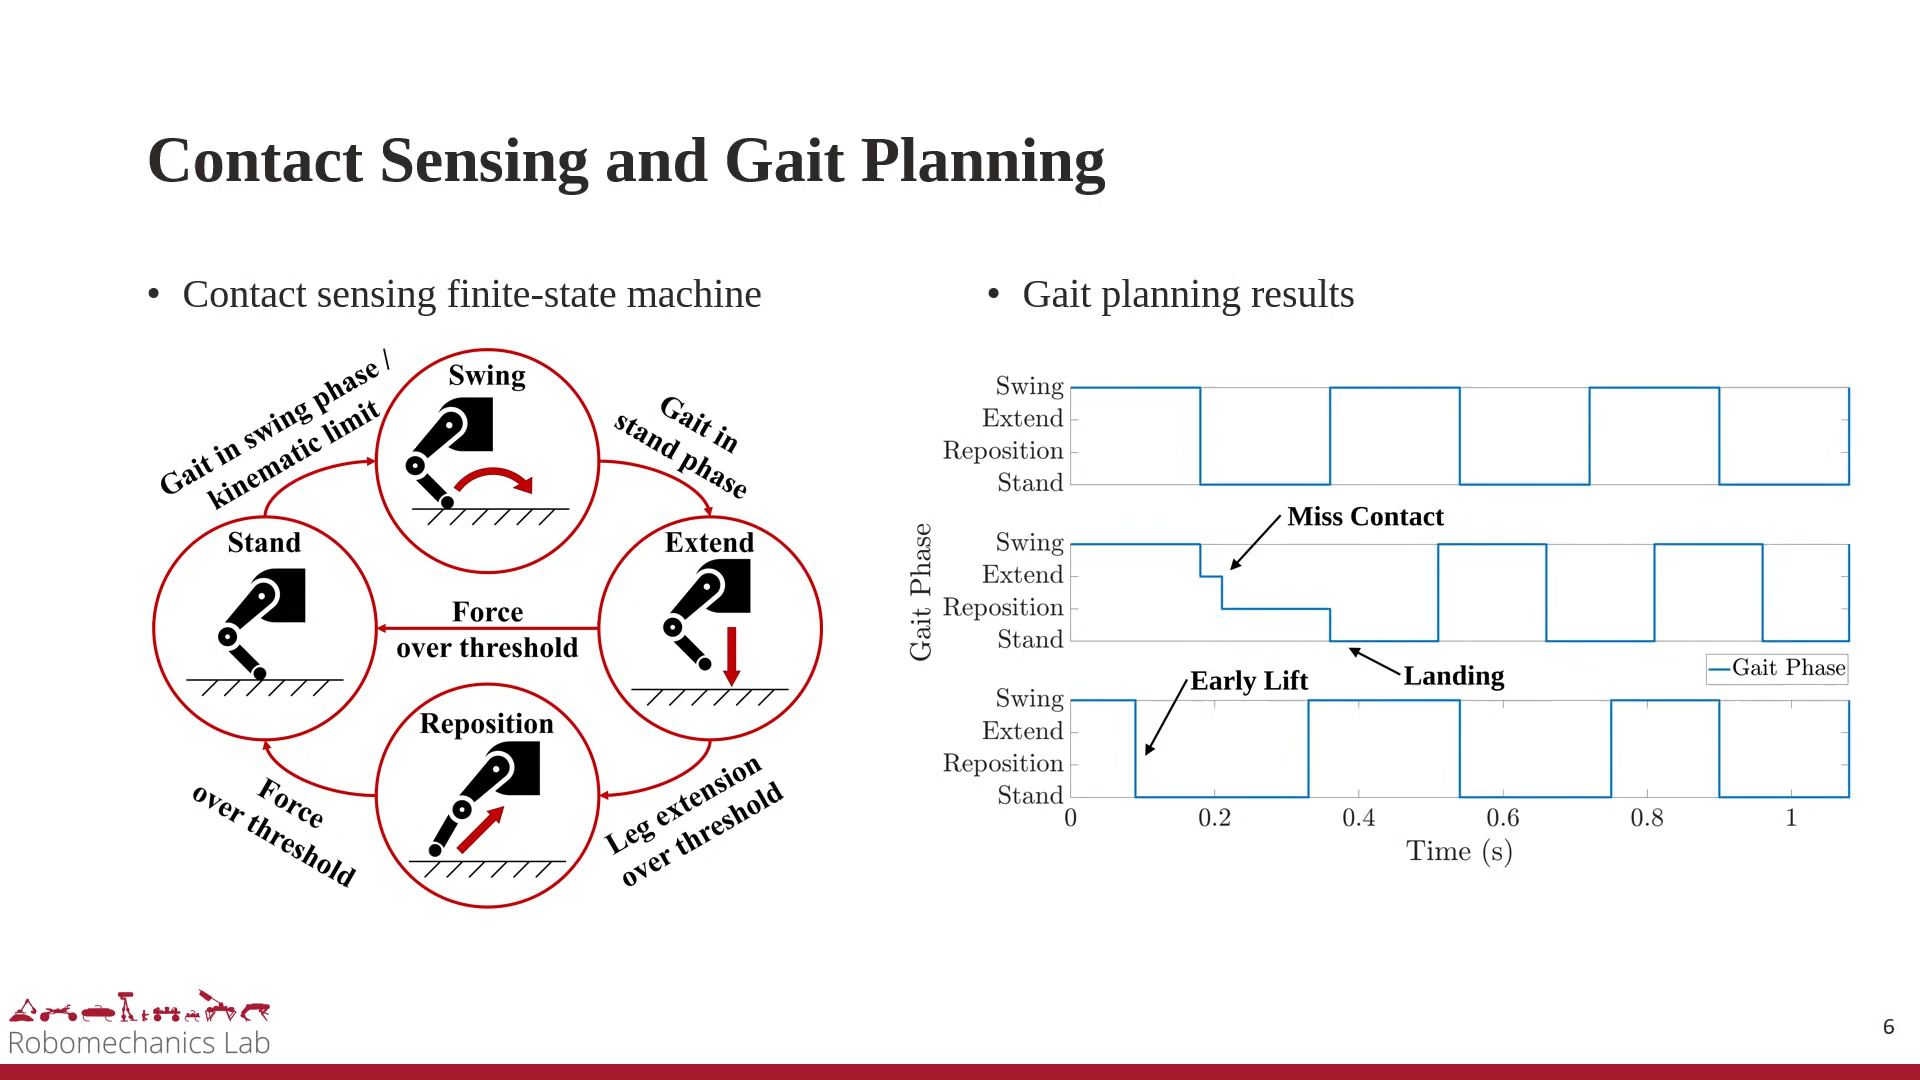 Contact Sensing and Gait Planning
• Contact sensing finite-state machine
Gait in swing phase /
kinematic limit
Swing
Gait in
stand phase
Stand
Extend
Force
over threshold
Reposition
Force
over threshold
Leg extension
over threshold
• Gait planning results
Gait Phase
Swing
Extend
Reposition
Stand
Miss Contact
Swing
Extend
Reposition
Stand
Landing
Gait Phase
Early Lift
Swing
Extend
Reposition
Stand
0 0.2 0.4 0.6 0.8 1
Time (s)
Robomechanics Lab
6